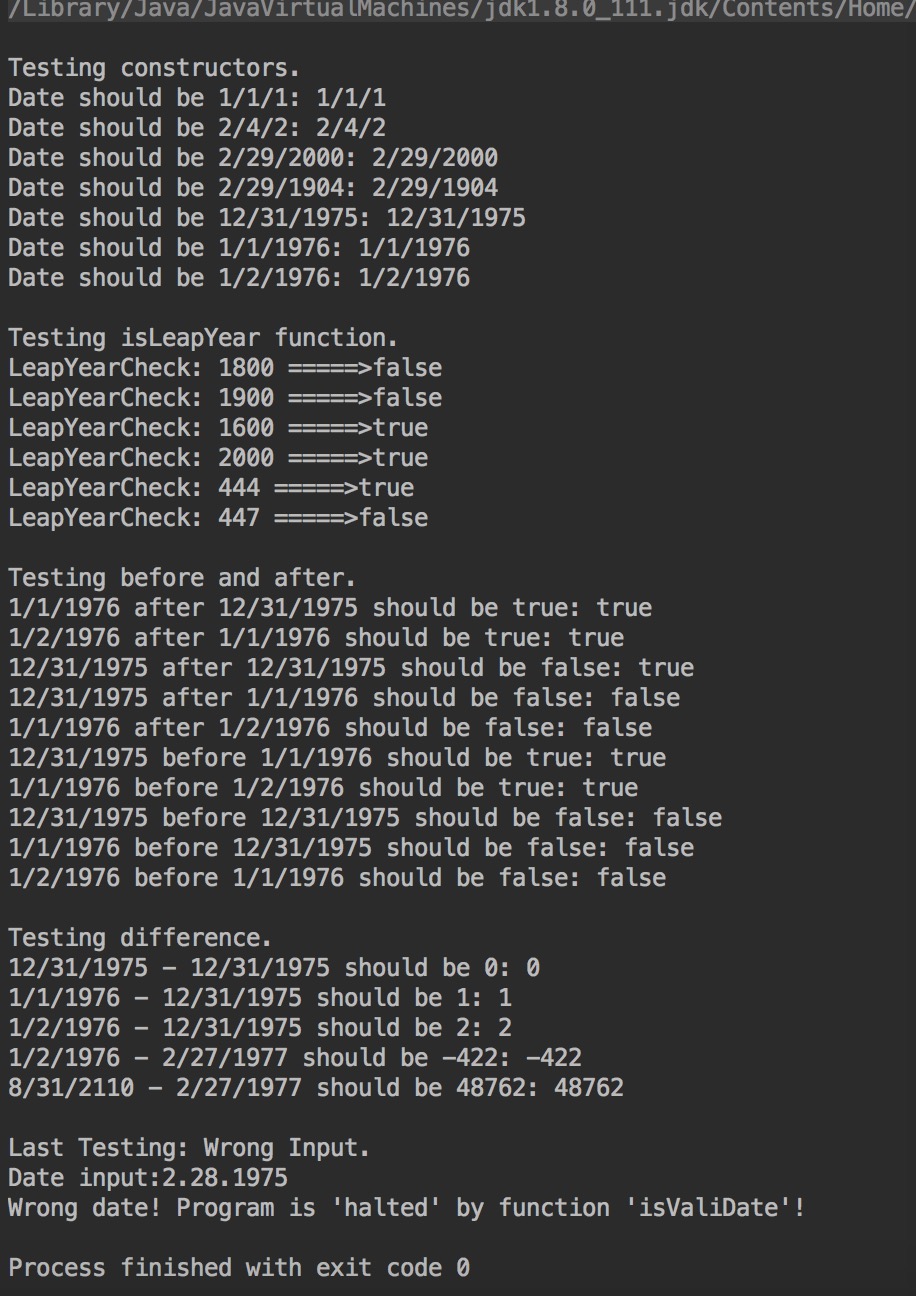 /Library/Java/JavaVirtualMachines/jdk1.8.0_111.jdk/Contents/Home/
Testing constructors.
Date should be 1/1/1: 1/1/1
Date should be 2/4/2: 2/4/2
Date should be 2/29/2000: 2/29/2000
Date should be 2/29/1904: 2/29/1904
Date should be 12/31/1975: 12/31/1975
Date should be 1/1/1976: 1/1/1976
Date should be 1/2/1976: 1/2/1976
Testing isLeapYear function.
LeapYearCheck: 1800 =====>false
LeapYearCheck: 1900 =====>false
LeapYearCheck: 1600 =====>true
LeapYearCheck: 2000 =====>true
LeapYearCheck: 444 =====>true
LeapYearCheck: 447 =====>false
Testing before and after.
1/1/1976 after 12/31/1975 should be true: true
1/2/1976 after 1/1/1976 should be true: true
12/31/1975 after 12/31/1975 should be false: true
12/31/1975 after 1/1/1976 should be false: false
1/1/1976 after 1/2/1976 should be false: false
12/31/1975 before 1/1/1976 should be true: true
1/1/1976 before 1/2/1976 should be true: true
12/31/1975 before 12/31/1975 should be false: false
1/1/1976 before 12/31/1975 should be false: false
1/2/1976 before 1/1/1976 should be false: false
Testing difference.
12/31/1975 - 12/31/1975 should be 0: 0
1/1/1976 - 12/31/1975 should be 1: 1
1/2/1976 - 12/31/1975 should be 2: 2
1/2/1976 - 2/27/1977 should be -422: -422
8/31/2110 - 2/27/1977 should be 48762: 48762
Last Testing: Wrong Input.
Date input:2.28.1975
Wrong date! Program is 'halted' by function 'isValiDate'!
Process finished with exit code 0